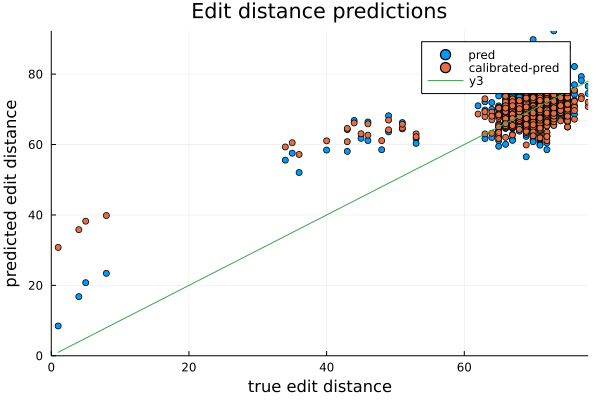 Edit distance predictions
pred
calibrated-pred
y3
predicted edit distance
80
60
40
20
0
0 20 40 60
true edit distance